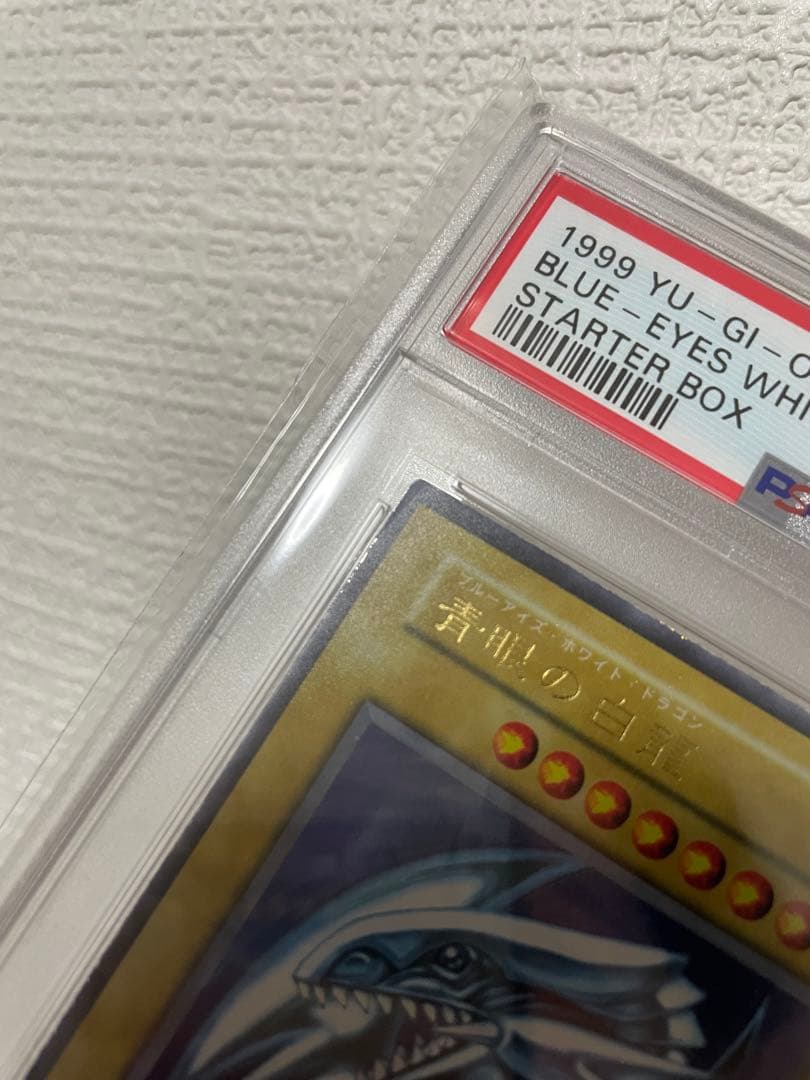 1999 YU-GI-O
BLUE-EYES WHI
STARTER BOX
PS
ブルーアイズ・ホワイト・ドラゴン
青眼の白龍